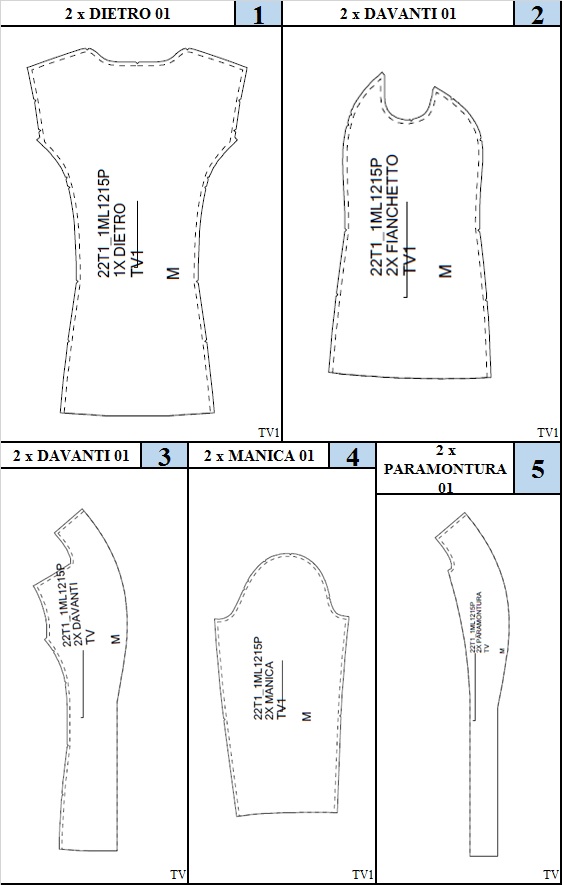 2 x DIETRO 01
1
2 x DAVANTI 01
2
22T1_1ML1215P
1X DIETRO
TV1
M
TV1
22T1_1ML1215P
2X FIANCHETTO
TV1
M
TV1
2 x DAVANTI 01
3
2 x MANICA 01
4
2 x
PARAMONTURA
01
5
22T1_1ML1215P
2X DAVANTI
TV
M
TV
22T1_1ML1215P
2X MANICA
TV1
M
TV1
22T1_1ML1215P
2X PARAMONTURA
TV
M
TV